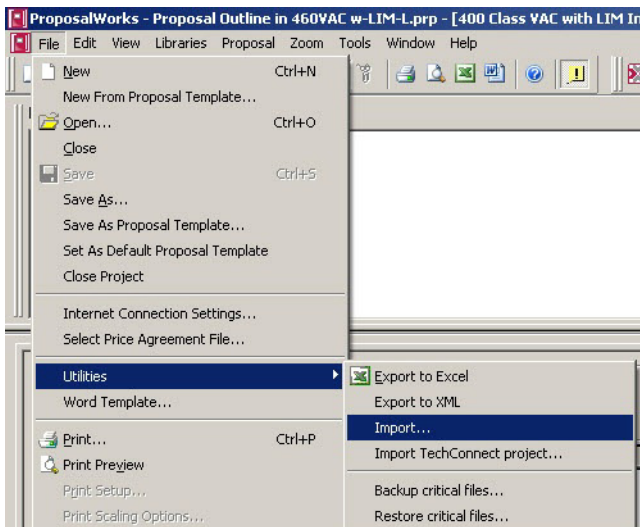 ProposalWorks - Proposal Outline in 460VAC w-LIM-L.prp - [400 Class VAC with LIM In
File Edit View Libraries Proposal Zoom Tools Window Help
New Ctrl+N
New From Proposal Template...
Open... Ctrl+O
Close
Save Ctrl+S
Save As...
Save As Proposal Template...
Set As Default Proposal Template
Close Project
Internet Connection Settings...
Select Price Agreement File...
Utilities
Export to Excel
Word Template...
Export to XML
Import...
Print... Ctrl+P
Import TechConnect project...
Print Preview
Print Setup...
Backup critical files...
Print Scaling Options...
Restore critical files...